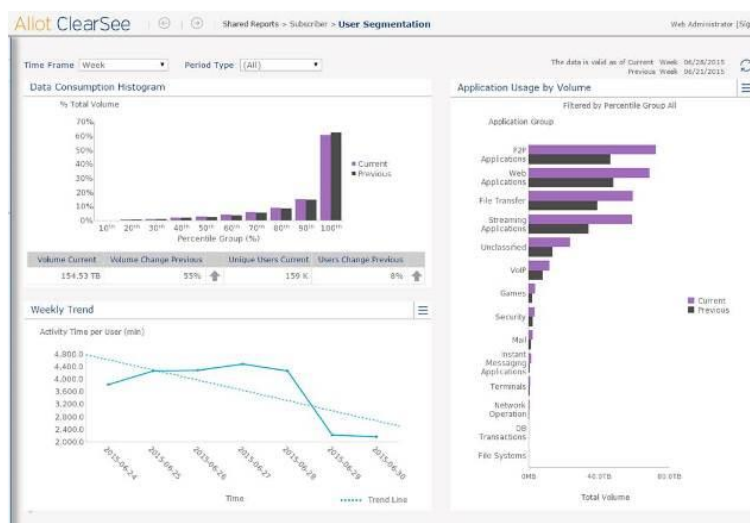 Allot ClearSee
Shared Reports > Subscriber > User Segmentation
Web Administrator [Sig
Time Frame Week
Period Type (All)
The data is valid as of Current Week 06/28/2015
Previous Week 06/21/2015
Data Consumption Histogram
% Total Volume
70%
60%
50%
40%
30%
20%
10%
0%
10th 20th 30th 40th 50th 60th 70th 80th 90th 100th
Percentile Group (%)
Current
Previous
Volume Current Volume Change Previous Unique Users Current Users Change Previous
154.53 TB 55% 159 K 8%
Weekly Trend
Activity Time per User (min)
4,800.0
4,400.0
4,000.0
3,600.0
3,200.0
2,800.0
2,400.0
2,000.0
2015-06-24
2015-06-25
2015-06-26
2015-06-27
2015-06-28
2015-06-29
2015-06-30
Time
Trend Line
Application Usage by Volume
Filtered by Percentile Group All
Application Group
P2P
Applications
Web
Applications
File Transfer
Streaming
Applications
Unclassified
VoIP
Games
Security
Mail
Instant
Messaging
Applications
Terminals
Network
Operation
DB
Transactions
File Systems
Current
Previous
0MB 40.0TB 80.0TB
Total Volume